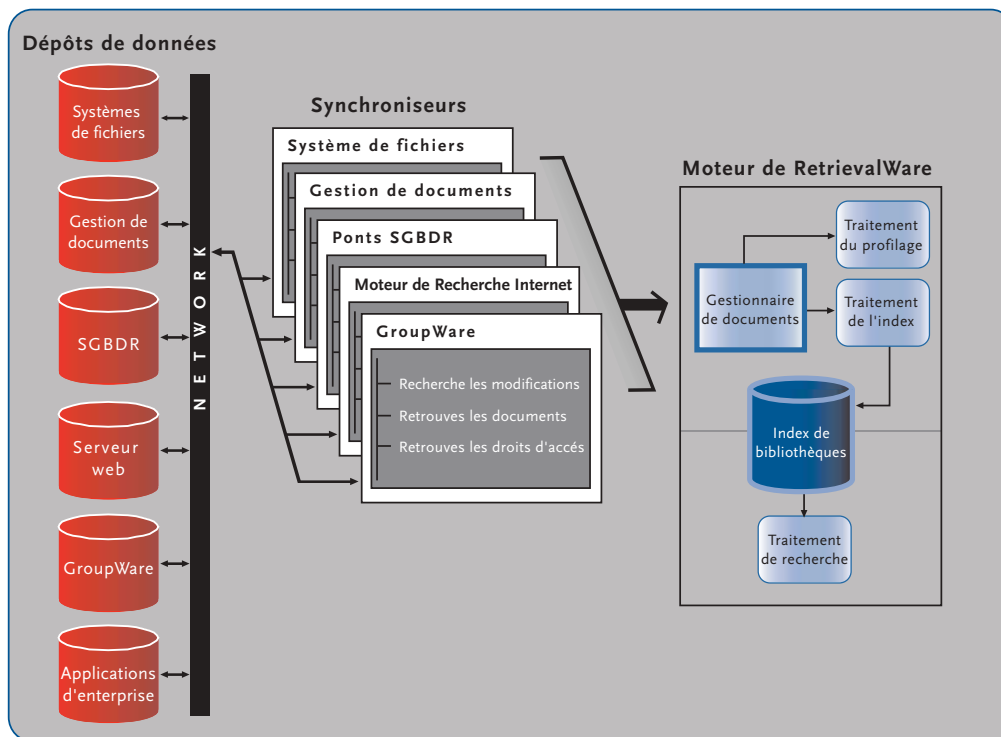 Dépôts de données
Systèmes
de fichiers
Gestion de
documents
SGBDR
Serveur
web
GroupWare
Applications
d'enterprise
NETWORK
Synchroniseurs
Système de fichiers
Gestion de documents
Ponts SGBDR
Moteur de Recherche Internet
GroupWare
Recherche les modifications
Retrouves les documents
Retrouves les droits d'accés
Moteur de RetrievalWare
Traitement
du profilage
Gestionnaire
de documents
Traitement
de l'index
Index de
bibliothèques
Traitement
de recherche